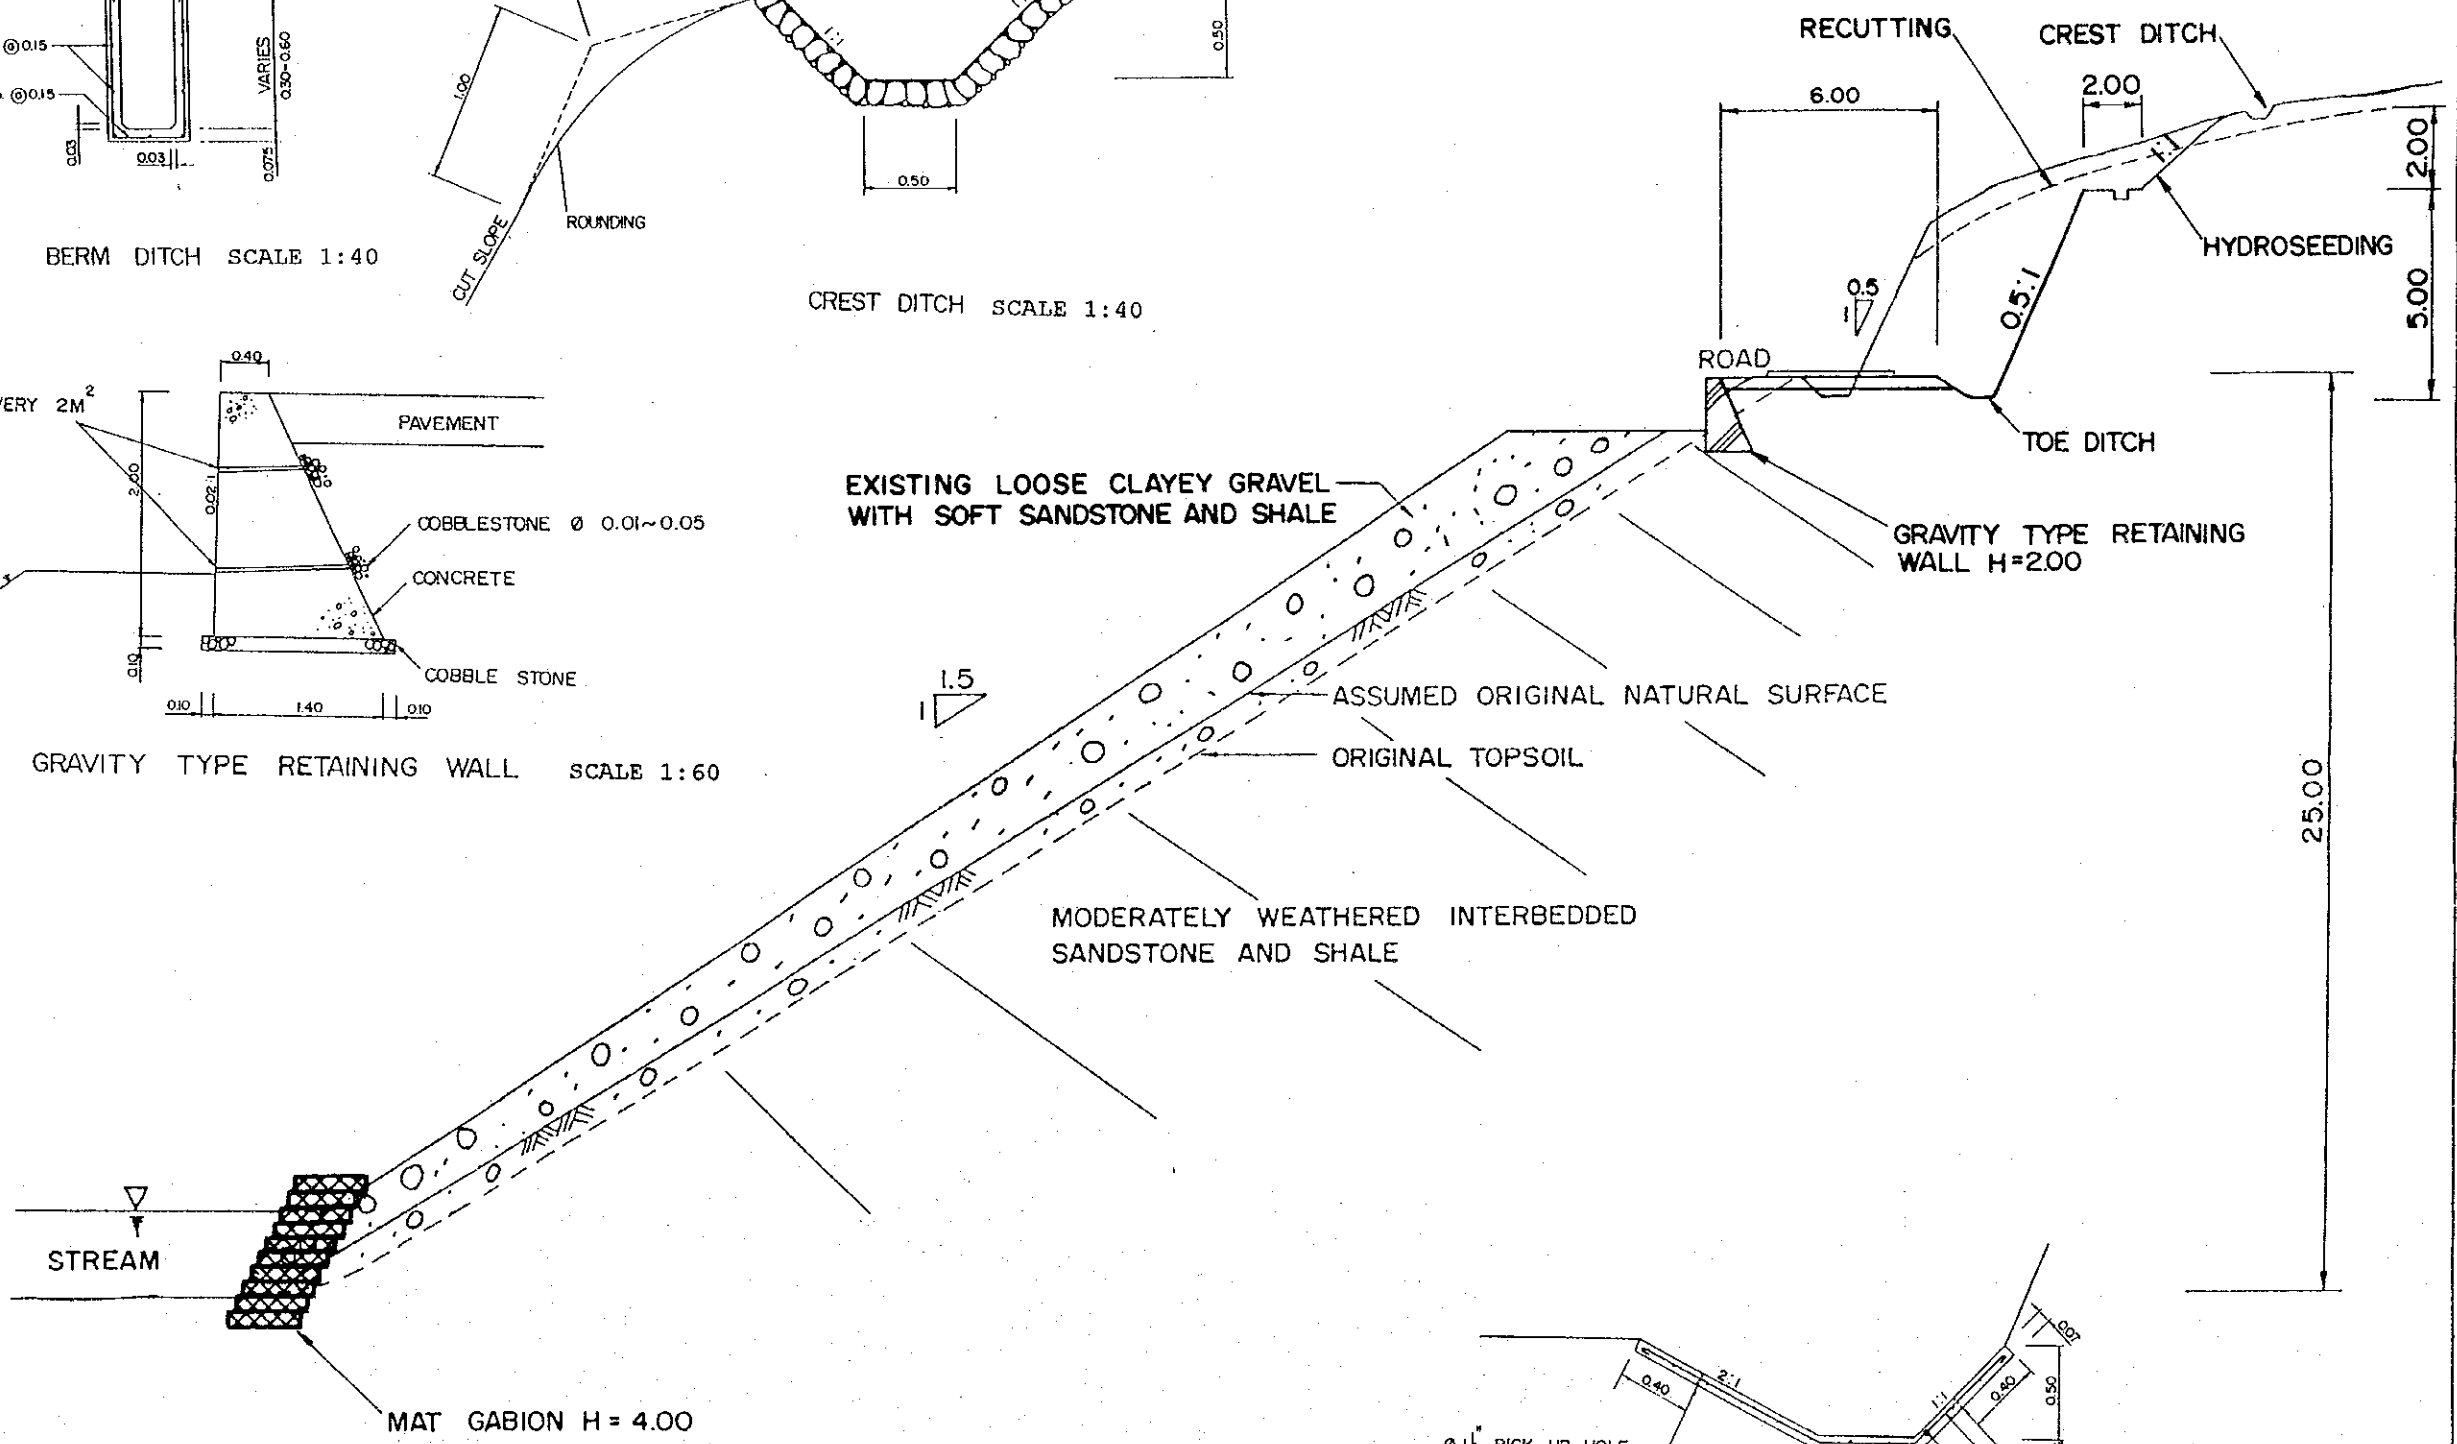 @0.15
@0.15
VARIES
0.30-0.60
0.03
0.03
0.075
BERM DITCH SCALE 1:40
1.00
ROUNDING
CUT SLOPE
1:1
0.50
0.50
CREST DITCH SCALE 1:40
RECUTTING
CREST DITCH
6.00
2.00
1:1
2.00
HYDROSEEDING
0.5
1
0.5:1
5.00
ROAD
TOE DITCH
0.40
VERY 2M²
PAVEMENT
2.00
0.02:1
COBBLESTONE Ø 0.01~0.05
CONCRETE
0.10
COBBLE STONE
0.10
1.40
0.10
GRAVITY TYPE RETAINING WALL SCALE 1:60
EXISTING LOOSE CLAYEY GRAVEL
WITH SOFT SANDSTONE AND SHALE
GRAVITY TYPE RETAINING
WALL H=2.00
1.5
1
ASSUMED ORIGINAL NATURAL SURFACE
ORIGINAL TOPSOIL
25.00
MODERATELY WEATHERED INTERBEDDED
SANDSTONE AND SHALE
STREAM
MAT GABION H = 4.00
0.07
0.40
2:1
1:1
0.40
0.50
PICK UP HOLE